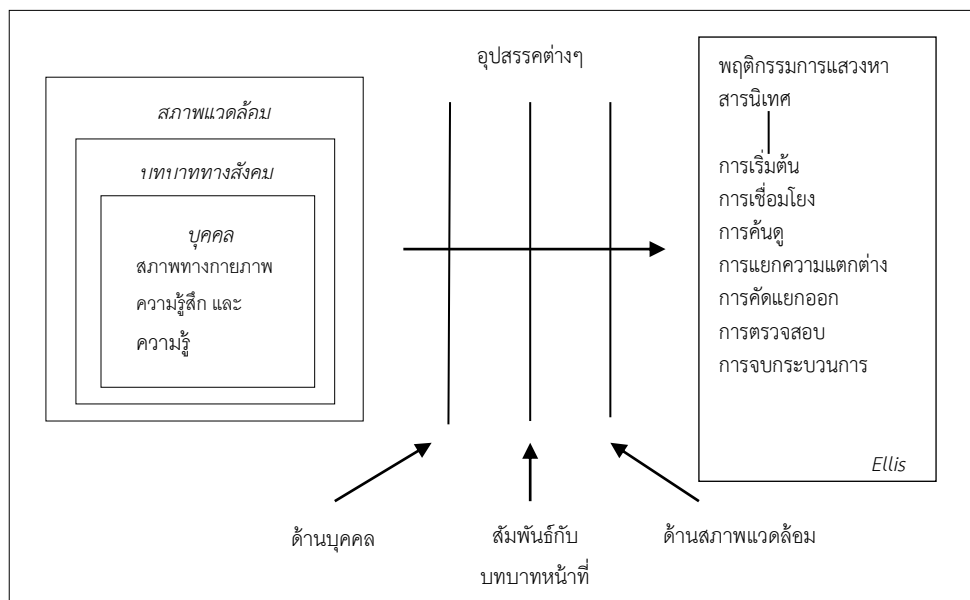 อุปสรรคต่างๆ
สภาพแวดล้อม
บทบาททางสังคม
บุคคล
สภาพทางกายภาพ
ความรู้สึก และ
ความรู้
พฤติกรรมการแสวงหา
สารนิเทศ
การเริ่มต้น
การเชื่อมโยง
การค้นดู
การแยกความแตกต่าง
การคัดแยกออก
การตรวจสอบ
การจบกระบวนการ
Ellis
ด้านบุคคล
สัมพันธ์กับ
บทบาทหน้าที่
ด้านสภาพแวดล้อม